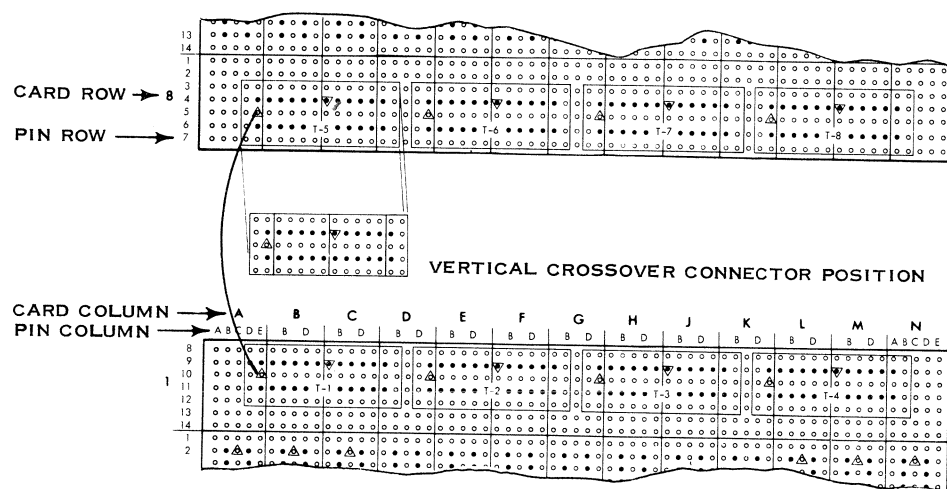 13
14
1
2
3
CARD ROW → 8 4
5
6
PIN ROW → 7
T-5 T-6 T-7 T-8
VERTICAL CROSSOVER CONNECTOR POSITION
CARD COLUMN → A B C D E F G H J K L M N
PIN COLUMN → A B C D E B D B D B D B D B D B D B D B D B D B D B D A B C D E
8
9
1 10
11
12
T-1 T-2 T-3 T-4
13
14
1
2